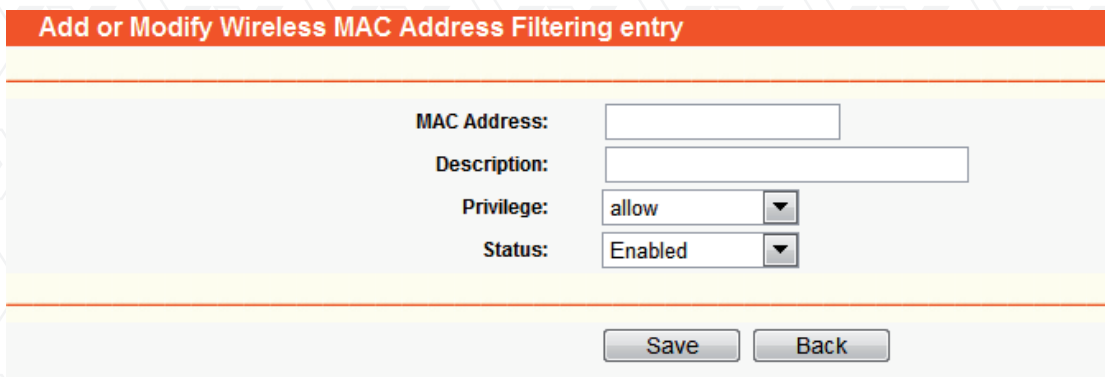 Add or Modify Wireless MAC Address Filtering entry
MAC Address:
Description:
Privilege: allow
Status: Enabled
Save Back